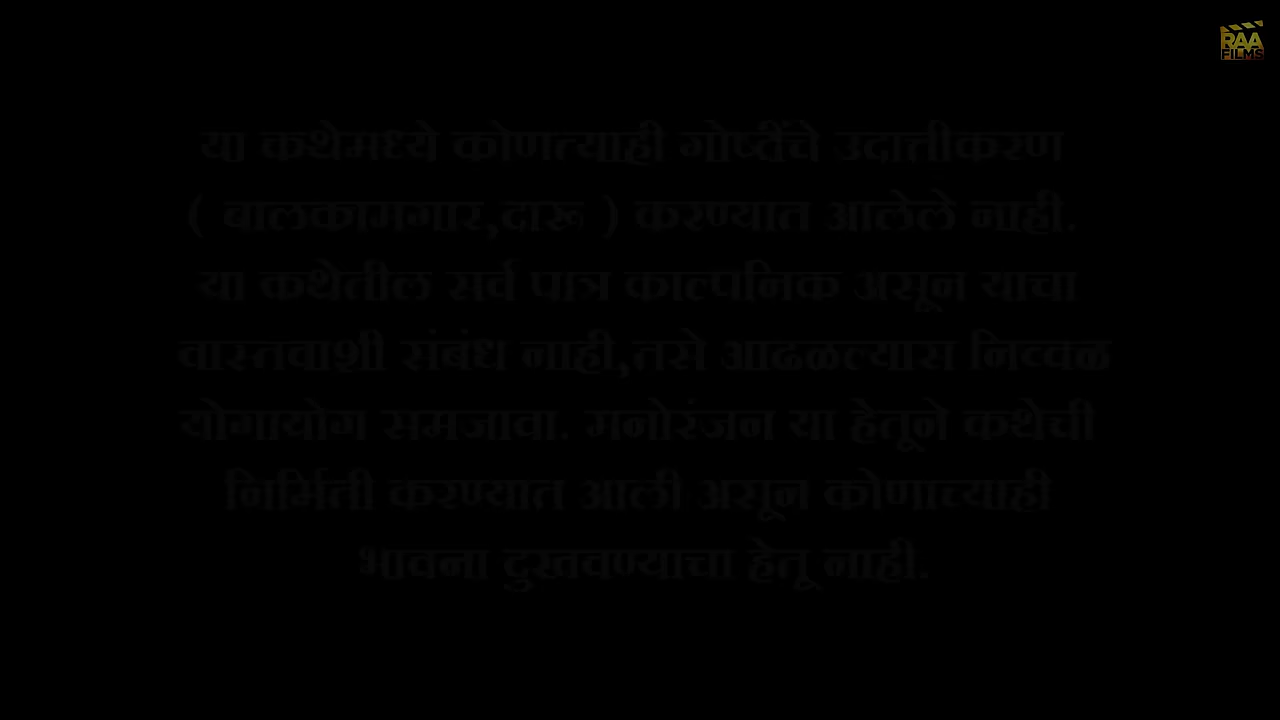 RAA
FILMS
या कथेमध्ये कोणत्याही गोष्टींचे उदात्तीकरण
( बालकामगार,दारू ) करण्यात आलेले नाही.
या कथेतील सर्व पात्र काल्पनिक असून याचा
वास्तवाशी संबंध नाही,तसे आढळल्यास निव्वळ
योगायोग समजावा. मनोरंजन या हेतूने कथेची
निर्मिती करण्यात आली असून कोणाच्याही
भावना दुखवण्याचा हेतू नाही.